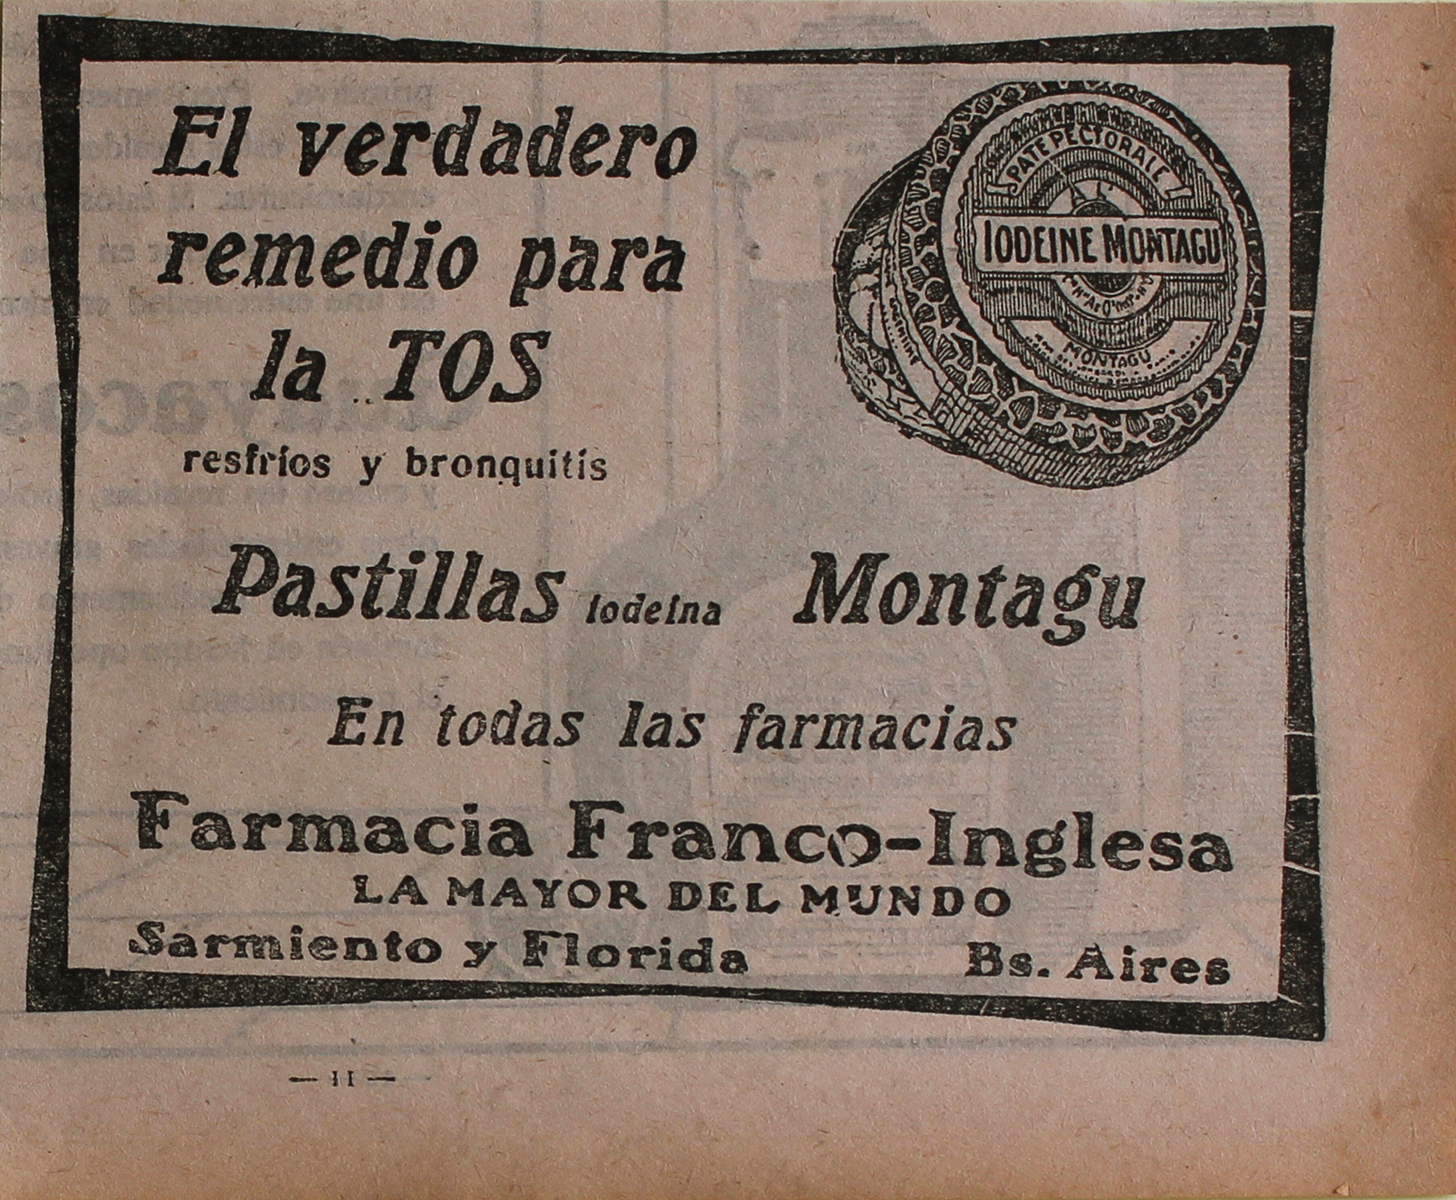 El verdadero
remedio para
la TOS
resfríos y bronquitis
PATE PECTORALE
IODEINE MONTAGU
MONTAGU
Pastillas Iodeina Montagu
En todas las farmacias
Farmacia Franco-Inglesa
LA MAYOR DEL MUNDO
Sarmiento y Florida Bs. Aires
— 11 —